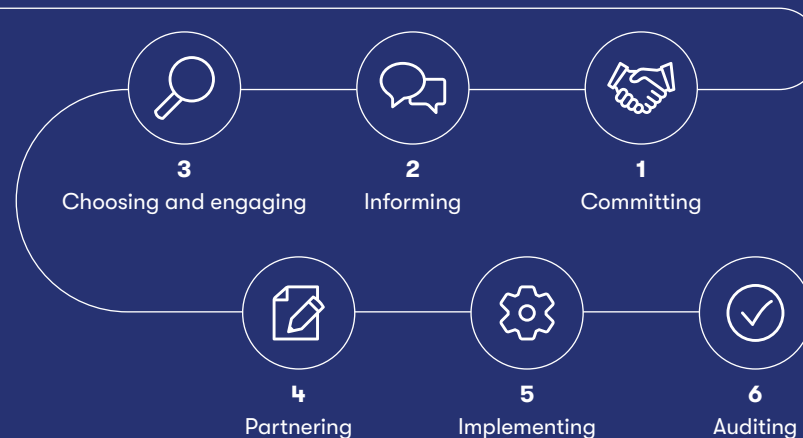 3
Choosing and engaging
2
Informing
1
Committing
4
Partnering
5
Implementing
6
Auditing